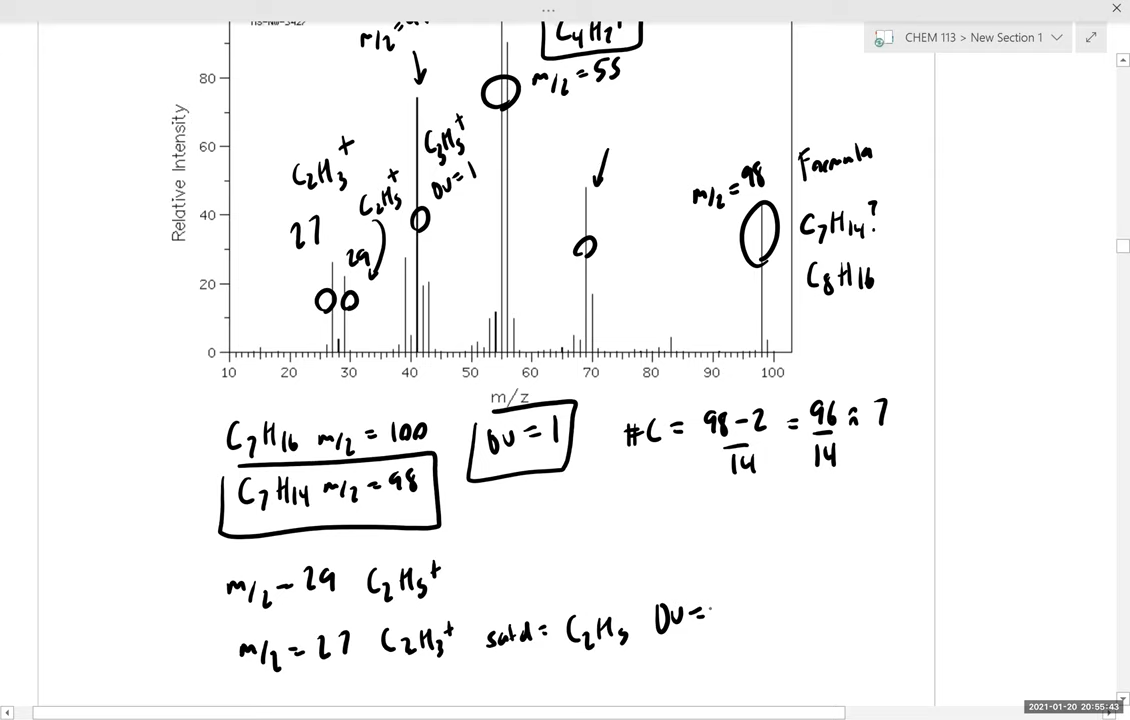 MS-NW-5427
CHEM 113 > New Section 1
m/z =
C4H7+
m/z = 55
80
60
40
20
0
Relative Intensity
C2H3+
27
C2H5+
29
C3H5+
DU = 1
m/z = 98
Formula
C7H14?
C8H16
10 20 30 40 50 60 70 80 90 100
m/z
C7H16 m/z = 100
C7H14 m/z = 98
DU = 1
#C = 98-2/14 = 96/14 ≈ 7
m/z - 29 C2H5+
m/z = 27 C2H3+ satd = C2H5 DU =
2021-01-20 20:55:43